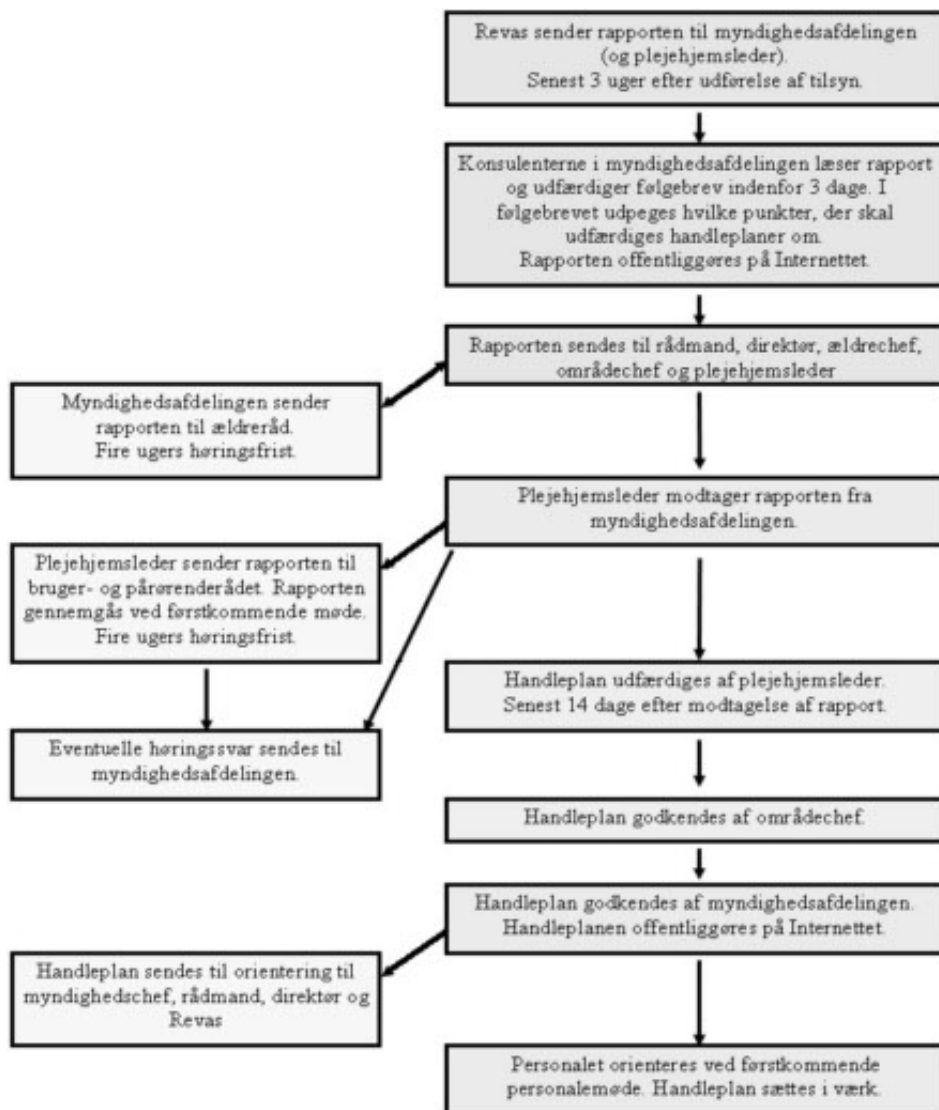 Revas sender rapporten til myndighedsafdelingen
(og plejehjemsleder).
Senest 3 uger efter udførelse af tilsyn.
Konsulenterne i myndighedsafdelingen læser rapport
og udfærdiger følgebrev indenfor 3 dage. I
følgebrevet udpeges hvilke punkter, der skal
udfærdiges handleplaner om.
Rapporten offentliggøres på Internettet.
Rapporten sendes til rådmand, direktør, ældrechef,
områdechef og plejehjemsleder
Myndighedsafdelingen sender
rapporten til ældreråd.
Fire ugers høringsfrist.
Plejehjemsleder modtager rapporten fra
myndighedsafdelingen.
Plejehjemsleder sender rapporten til
bruger- og pårørenderådet. Rapporten
gennemgås ved førstkommende møde.
Fire ugers høringsfrist.
Handleplan udfærdiges af plejehjemsleder.
Senest 14 dage efter modtagelse af rapport.
Eventuelle høringssvar sendes til
myndighedsafdelingen.
Handleplan godkendes af områdechef.
Handleplan godkendes af myndighedsafdelingen.
Handleplanen offentliggøres på Internettet.
Handleplan sendes til orientering til
myndighedschef, rådmand, direktør og
Revas
Personalet orienteres ved førstkommende
personalemøde. Handleplan sættes i værk.